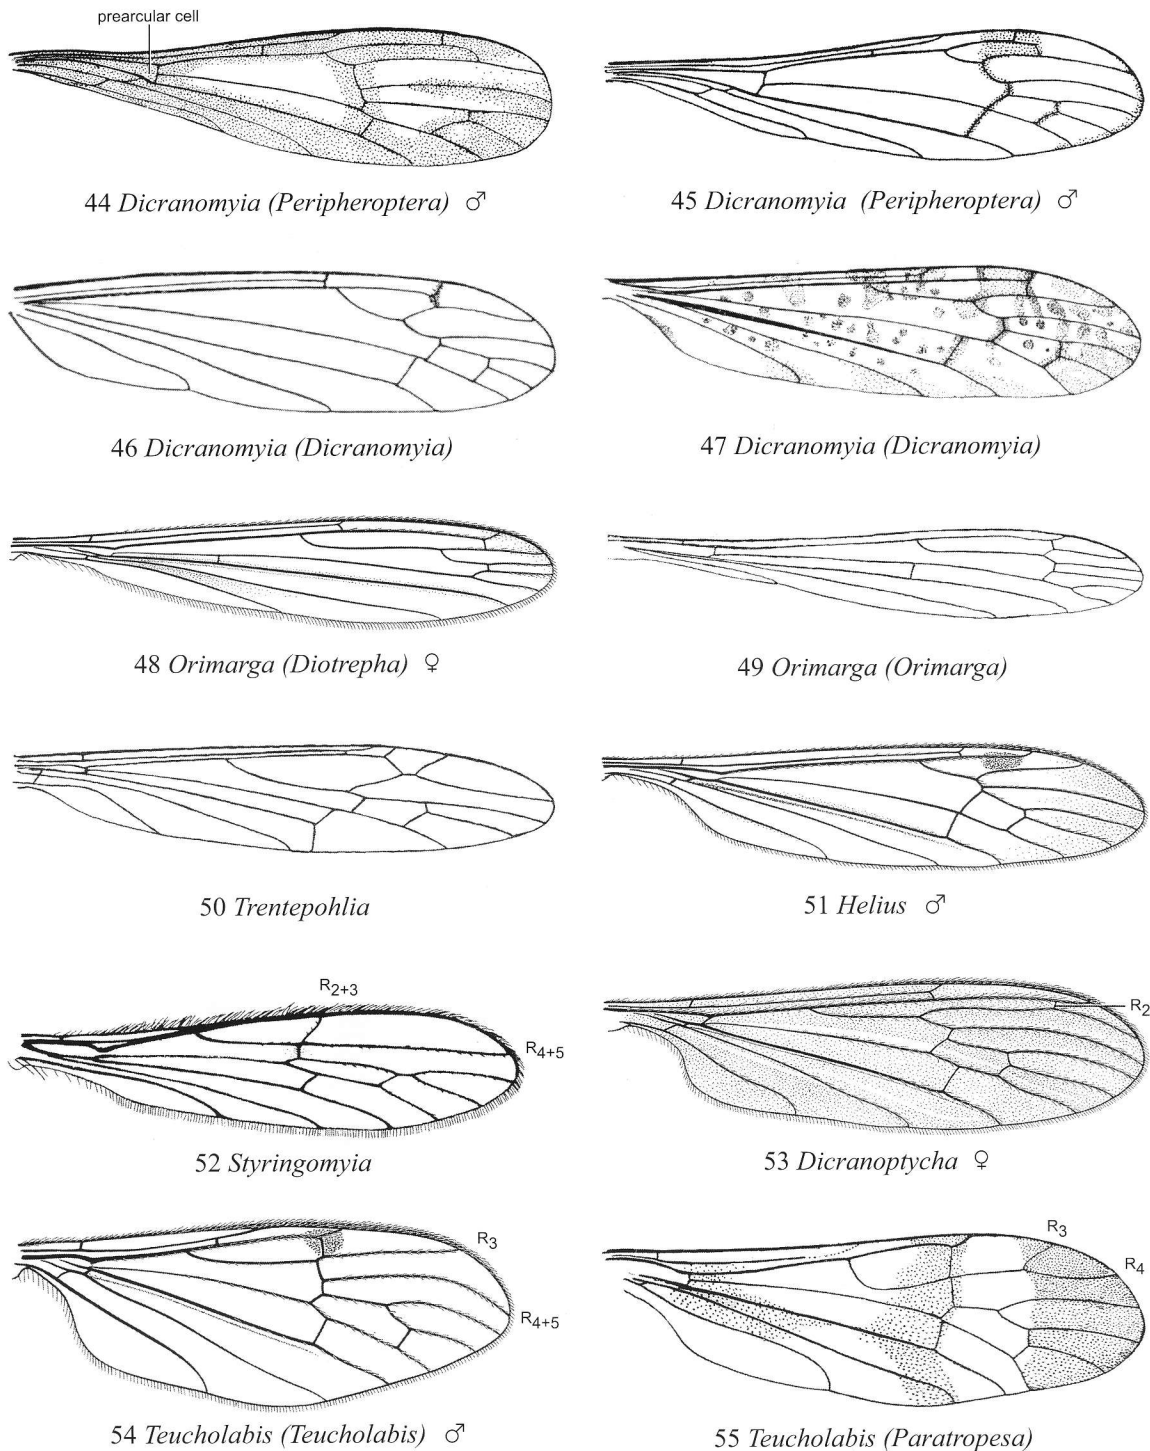 prearcular cell
44 Dicranomyia (Peripheroptera) ♂
45 Dicranomyia (Peripheroptera) ♂
46 Dicranomyia (Dicranomyia)
47 Dicranomyia (Dicranomyia)
48 Orimarga (Diotrepha) ♀
49 Orimarga (Orimarga)
50 Trentepohlia
51 Helius ♂
R2+3
R4+5
R2
52 Styringomyia
53 Dicranoptycha ♀
R3
R4+5
R3
R4
54 Teucholabis (Teucholabis) ♂
55 Teucholabis (Paratropesa)